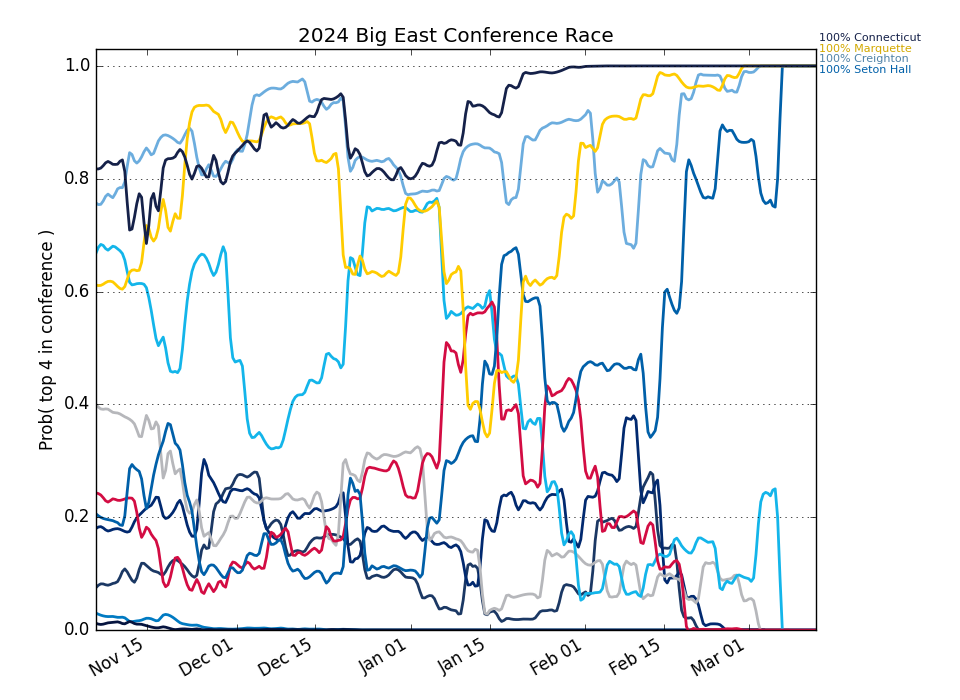 2024 Big East Conference Race
100% Connecticut
100% Marquette
100% Creighton
100% Seton Hall
Prob( top 4 in conference )
1.0
0.8
0.6
0.4
0.2
0.0
Nov 15
Dec 01
Dec 15
Jan 01
Jan 15
Feb 01
Feb 15
Mar 01